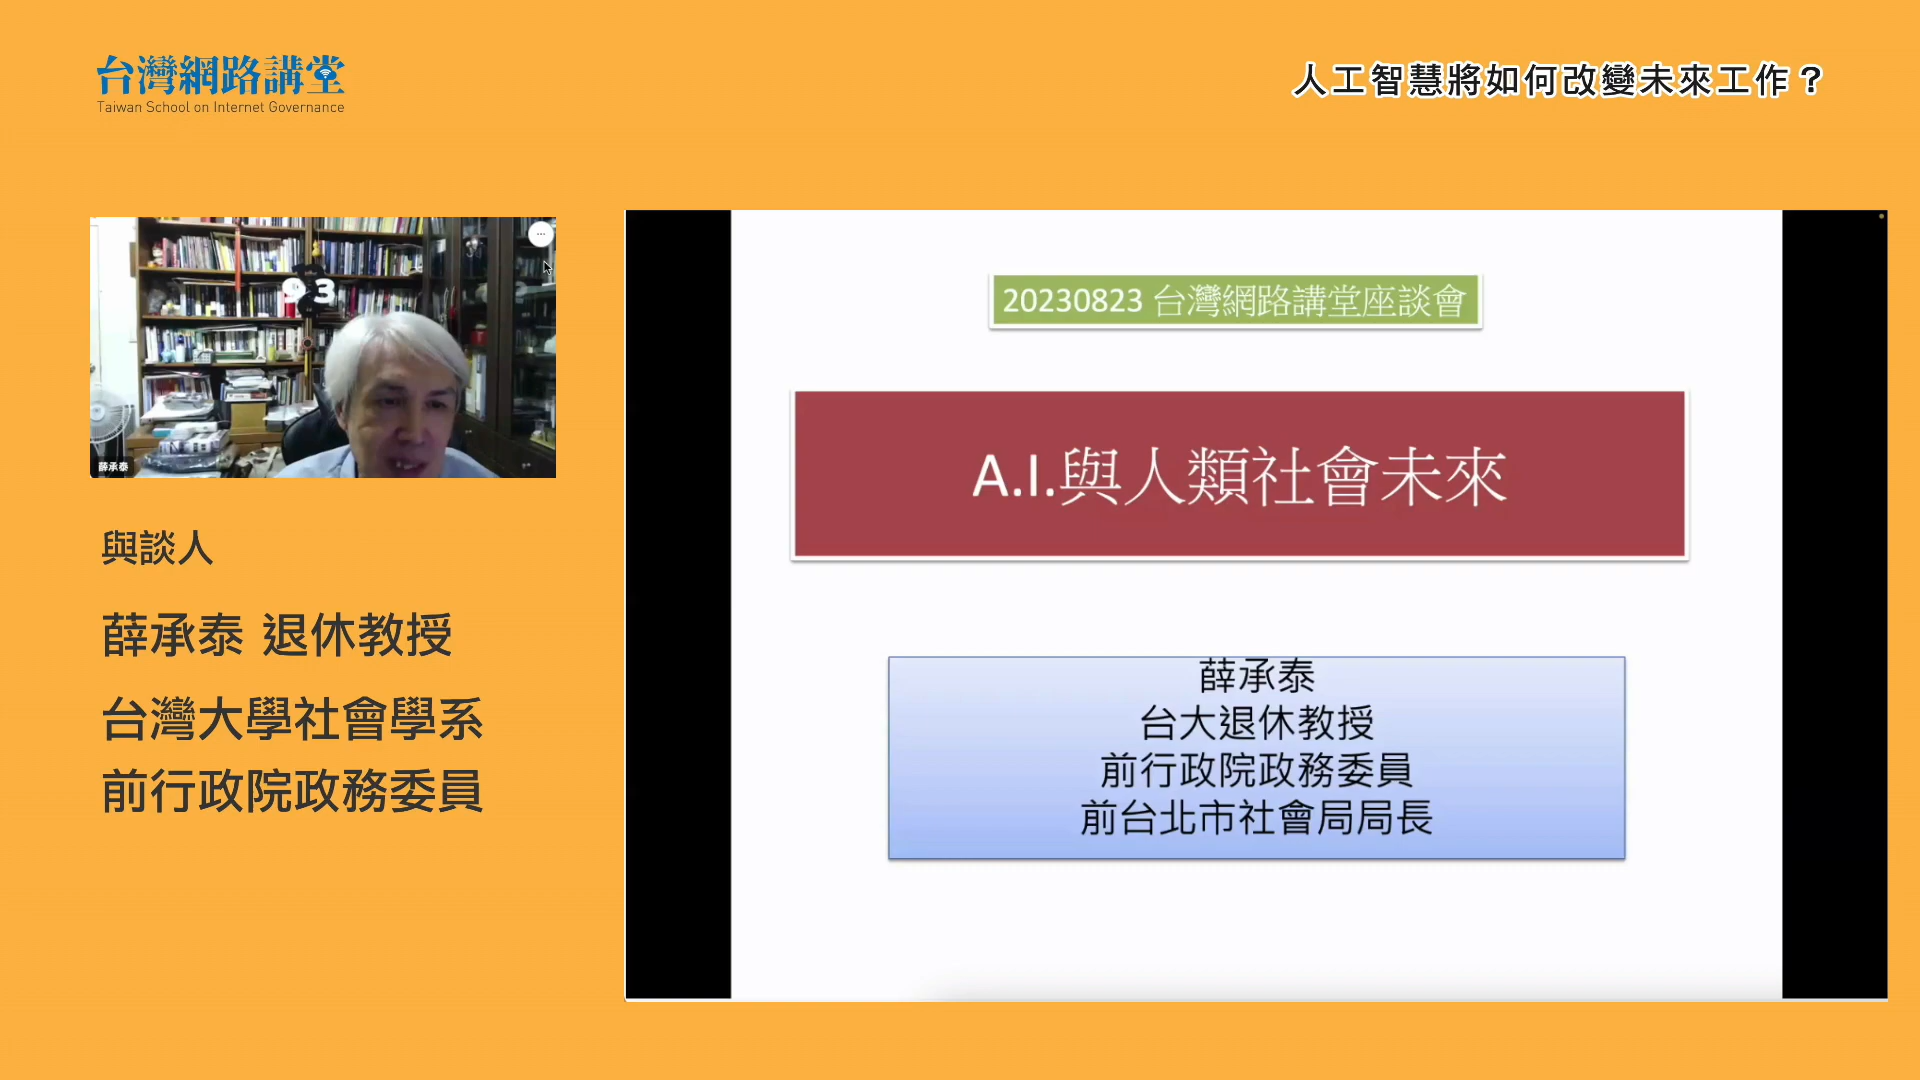 台灣網路講堂
Taiwan School on Internet Governance
人工智慧將如何改變未來工作？
93
薛承泰
與談人
薛承泰 退休教授
台灣大學社會學系
前行政院政務委員
20230823 台灣網路講堂座談會
A.I.與人類社會未來
薛承泰
台大退休教授
前行政院政務委員
前台北市社會局局長